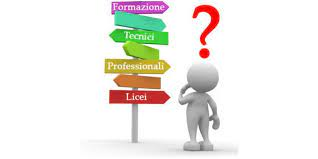 Formazione
Tecnici
Professionali
Licei
?